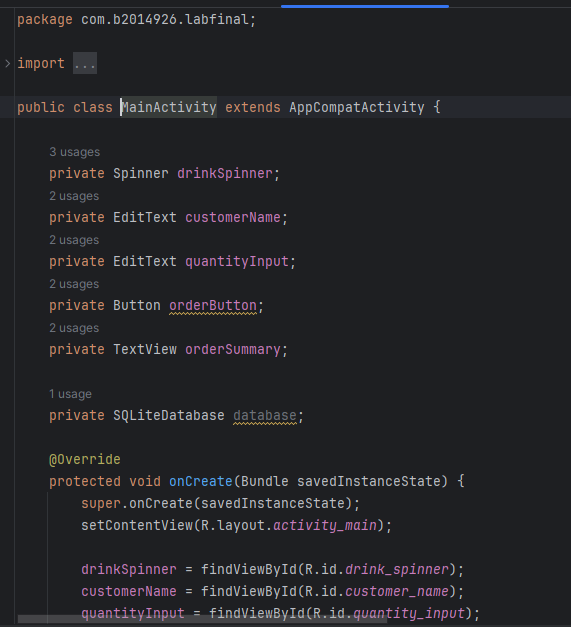 package com.b2014926.labfinal;
import ...
public class MainActivity extends AppCompatActivity {
3 usages
private Spinner drinkSpinner;
2 usages
private EditText customerName;
2 usages
private EditText quantityInput;
2 usages
private Button orderButton;
2 usages
private TextView orderSummary;
1 usage
private SQLiteDatabase database;
@Override
protected void onCreate(Bundle savedInstanceState) {
super.onCreate(savedInstanceState);
setContentView(R.layout.activity_main);
drinkSpinner = findViewById(R.id.drink_spinner);
customerName = findViewById(R.id.customer_name);
quantityInput = findViewById(R.id.quantity_input);